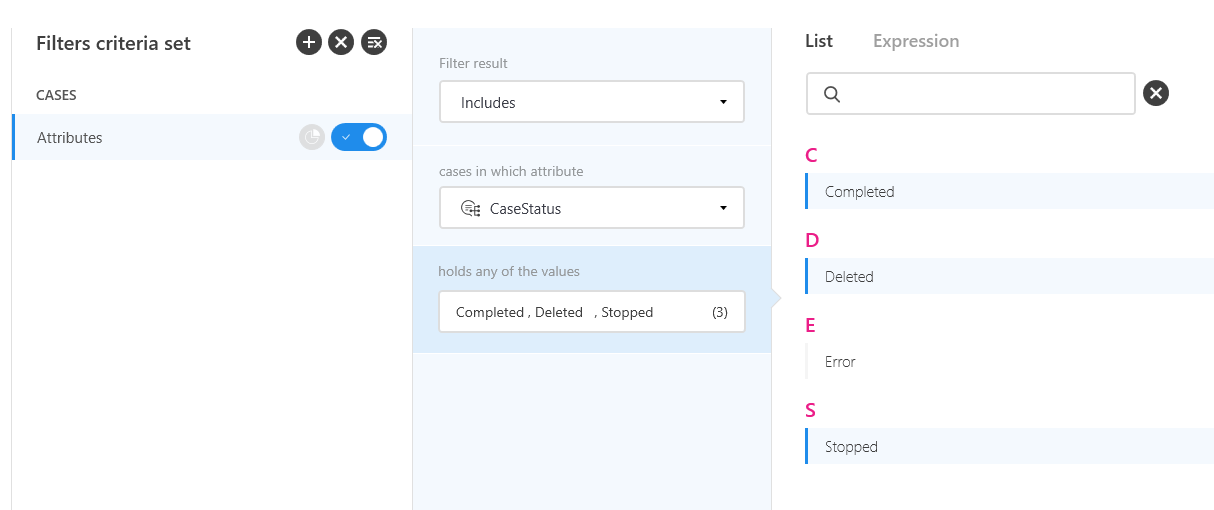 Filters criteria set
CASES
Attributes
Filter result
Includes
cases in which attribute
CaseStatus
holds any of the values
Completed , Deleted , Stopped (3)
List Expression
C
Completed
D
Deleted
E
Error
S
Stopped